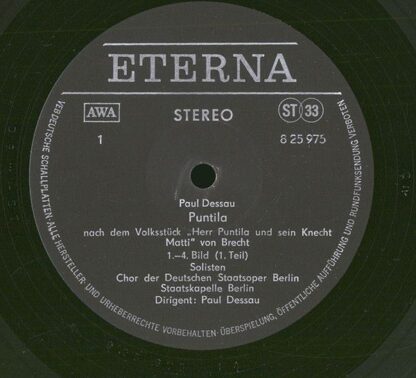 ETERNA
AWA
STEREO
ST 33
1
8 25 975
Paul Dessau
Puntila
nach dem Volksstück „Herr Puntila und sein Knecht
Matti" von Brecht
1.–4. Bild (1. Teil)
Solisten
Chor der Deutschen Staatsoper Berlin
Staatskapelle Berlin
Dirigent: Paul Dessau
VEB DEUTSCHE SCHALLPLATTEN · ALLE HERSTELLER- UND URHEBERRECHTE VORBEHALTEN · ÜBERSPIELUNG, ÖFFENTLICHE AUFFÜHRUNG UND RUNDFUNKSENDUNG VERBOTEN